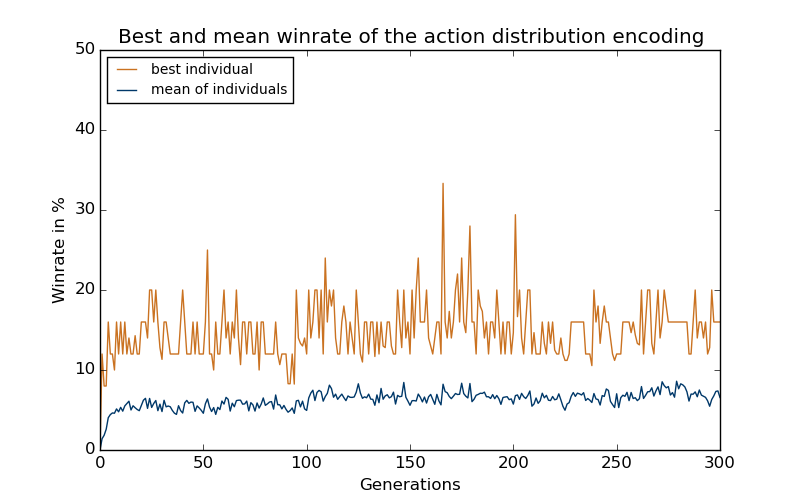 Best and mean winrate of the action distribution encoding
50
40
30
20
10
0
Winrate in %
best individual
mean of individuals
0 50 100 150 200 250 300
Generations